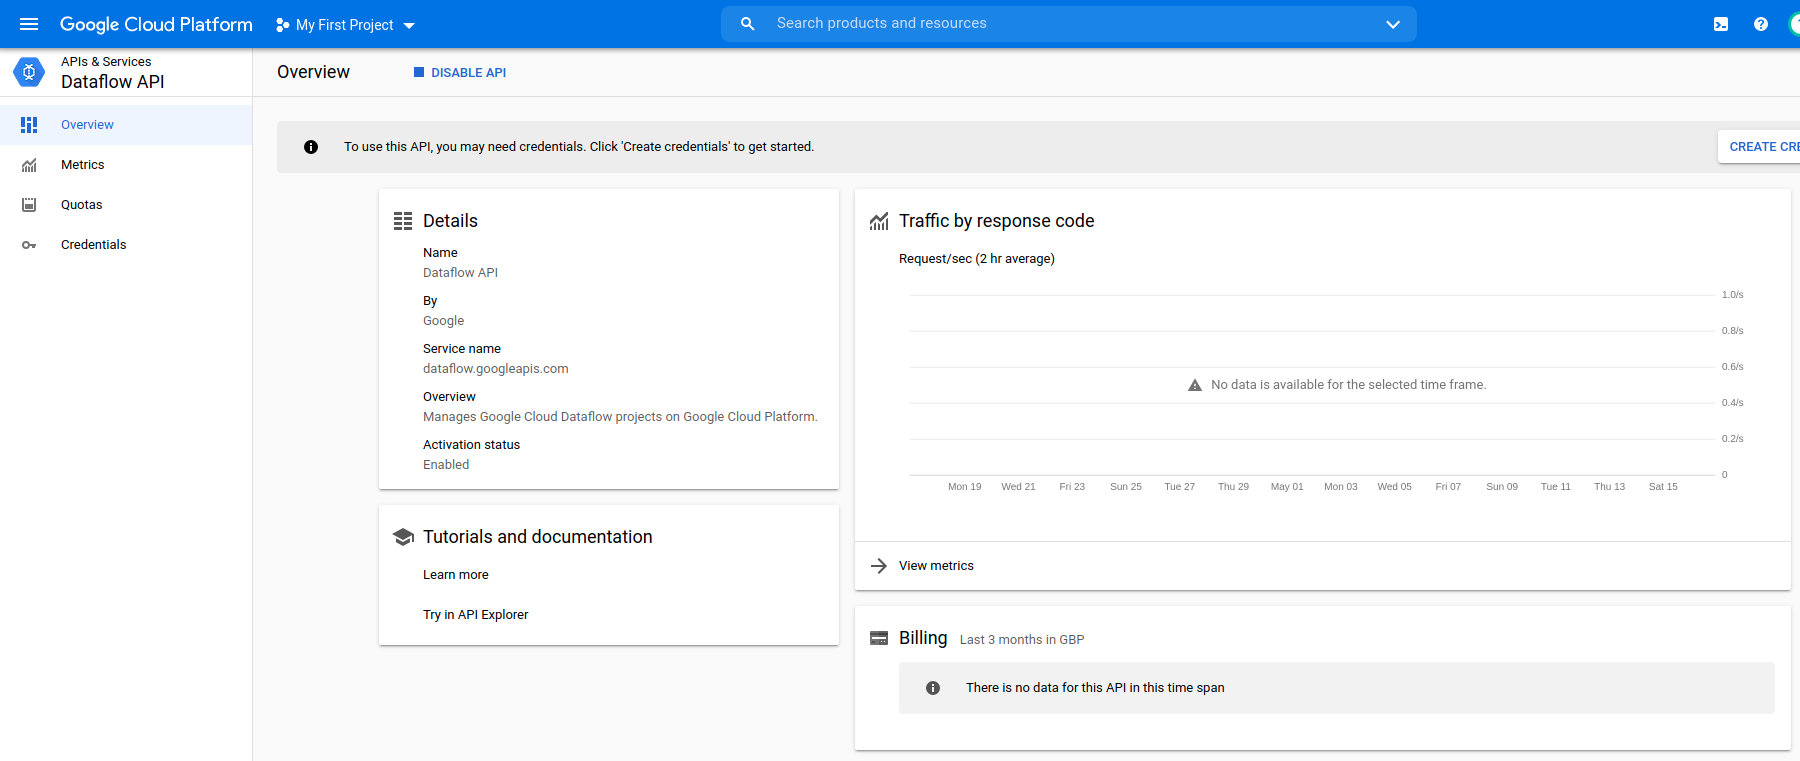 Google Cloud Platform
My First Project
Search products and resources
APIs & Services
Dataflow API
Overview
Metrics
Quotas
Credentials
Overview
DISABLE API
To use this API, you may need credentials. Click 'Create credentials' to get started.
CREATE CRE
Details
Name
Dataflow API
By
Google
Service name
dataflow.googleapis.com
Overview
Manages Google Cloud Dataflow projects on Google Cloud Platform.
Activation status
Enabled
Tutorials and documentation
Learn more
Try in API Explorer
Traffic by response code
Request/sec (2 hr average)
1.0/s
0.8/s
0.6/s
No data is available for the selected time frame.
0.4/s
0.2/s
0
Mon 19 Wed 21 Fri 23 Sun 25 Tue 27 Thu 29 May 01 Mon 03 Wed 05 Fri 07 Sun 09 Tue 11 Thu 13 Sat 15
View metrics
Billing Last 3 months in GBP
There is no data for this API in this time span